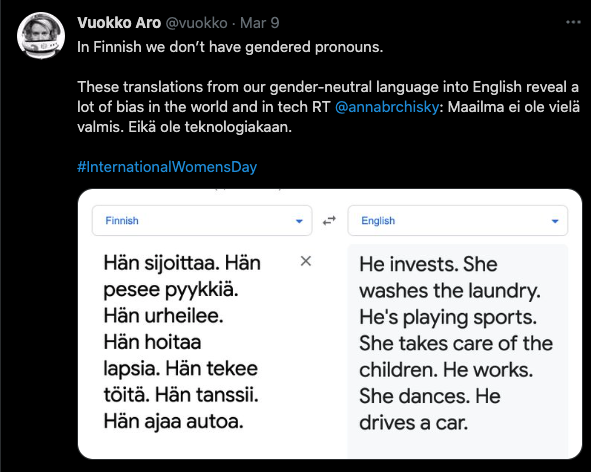 Vuokko Aro @vuokko · Mar 9
In Finnish we don't have gendered pronouns.
These translations from our gender-neutral language into English reveal a
lot of bias in the world and in tech RT @annabrchisky: Maailma ei ole vielä
valmis. Eikä ole teknologiakaan.
#InternationalWomensDay
Finnish
English
Hän sijoittaa. Hän
pesee pyykkiä.
Hän urheilee.
Hän hoitaa
lapsia. Hän tekee
töitä. Hän tanssii.
Hän ajaa autoa.
He invests. She
washes the laundry.
He's playing sports.
She takes care of the
children. He works.
She dances. He
drives a car.